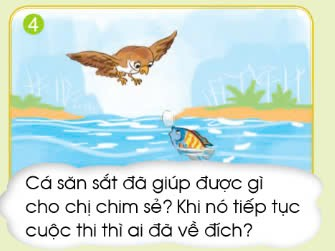 4
Cá săn sắt đã giúp được gì
cho chị chim sẻ? Khi nó tiếp tục
cuộc thi thì ai đã về đích?